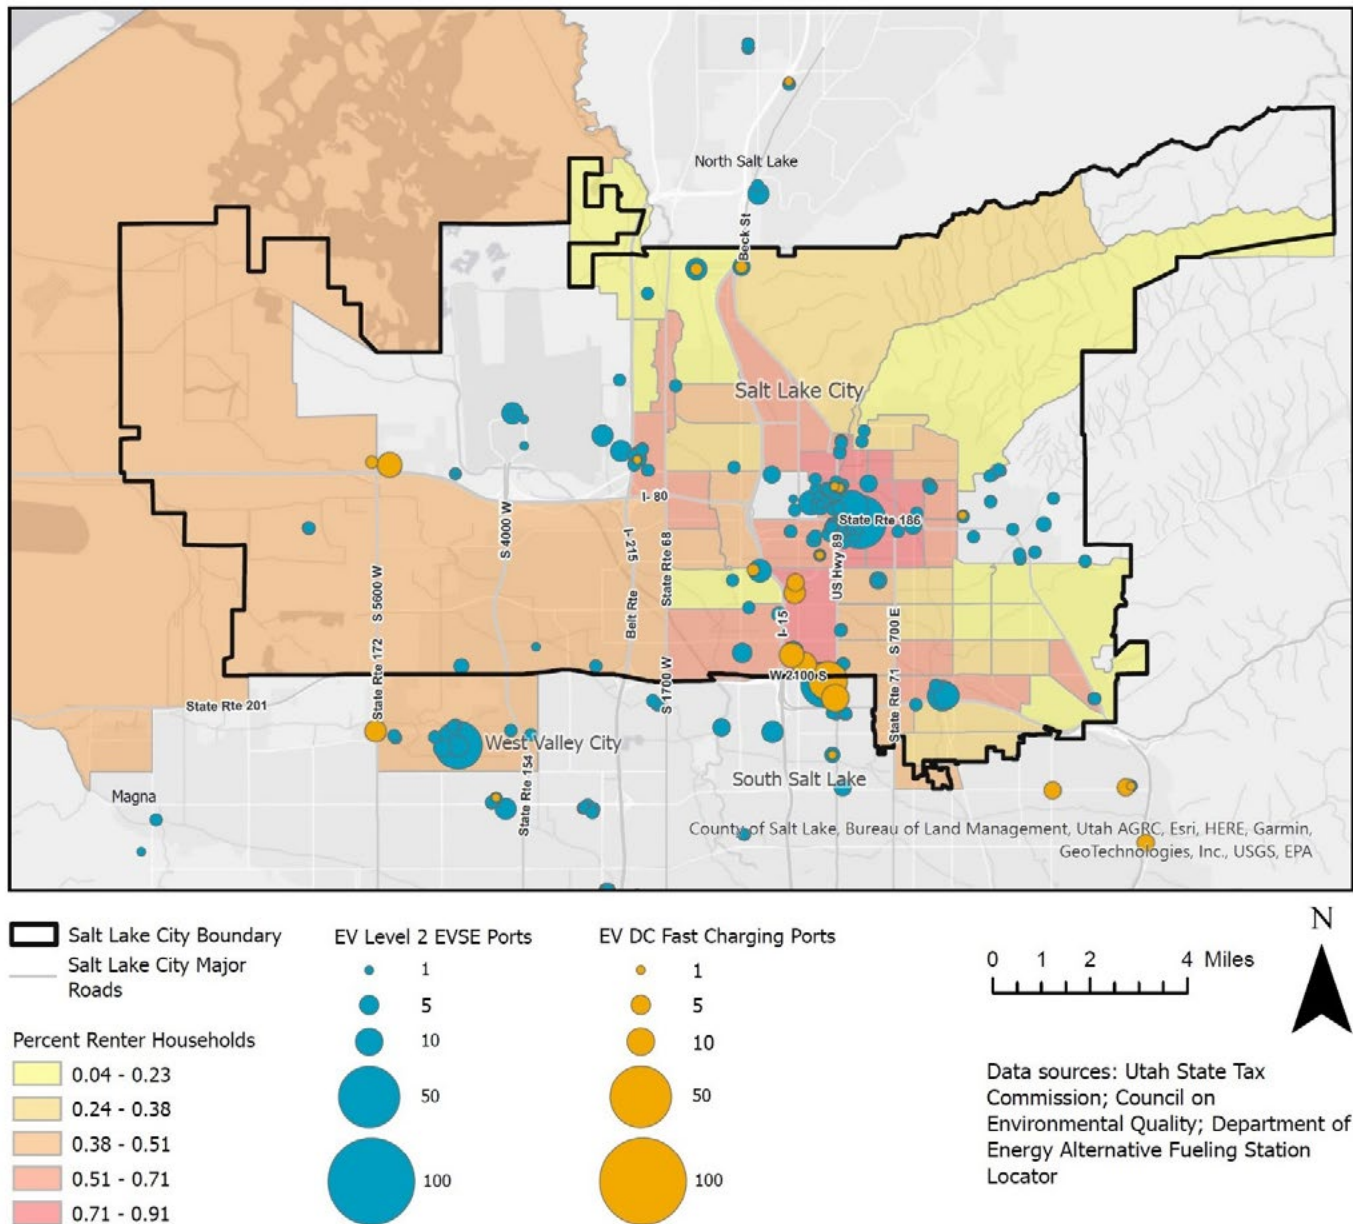 North Salt Lake
Beck St
Salt Lake City
I- 80
State Rte 186
S 4000 W
I- 215
State Rte 68
US Hwy 89
S 5600 W
Belt Rte
I- 15
S 700 E
State Rte 172
W 2100 S
S 1700 W
State Rte 71
State Rte 201
West Valley City
State Rte 154
South Salt Lake
Magna
County of Salt Lake, Bureau of Land Management, Utah AGRC, Esri, HERE, Garmin,
GeoTechnologies, Inc., USGS, EPA
Salt Lake City Boundary
Salt Lake City Major
Roads
Percent Renter Households
0.04 - 0.23
0.24 - 0.38
0.38 - 0.51
0.51 - 0.71
0.71 - 0.91
EV Level 2 EVSE Ports
1
5
10
50
100
EV DC Fast Charging Ports
1
5
10
50
100
N
0 1 2 4 Miles
Data sources: Utah State Tax
Commission; Council on
Environmental Quality; Department of
Energy Alternative Fueling Station
Locator